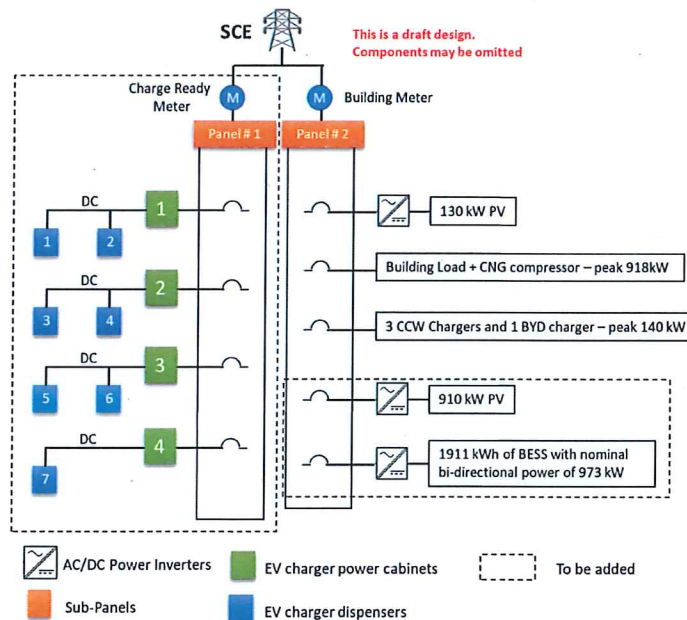 SCE
This is a draft design.
Components may be omitted
Charge Ready
Meter
M
M
Building Meter
Panel # 1
Panel # 2
DC
1
1
2
130 kW PV
DC
2
3
4
Building Load + CNG compressor – peak 918kW
3 CCW Chargers and 1 BYD charger – peak 140 kW
DC
3
5
6
910 kW PV
DC
4
7
1911 kWh of BESS with nominal
bi-directional power of 973 kW
AC/DC Power Inverters
EV charger power cabinets
To be added
Sub-Panels
EV charger dispensers